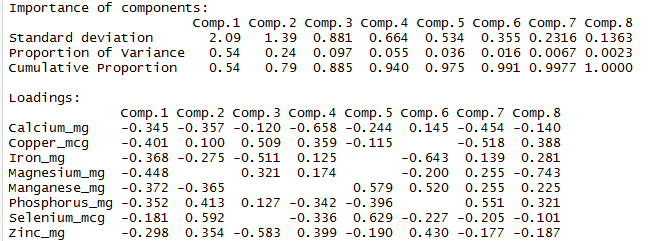 Importance of components:
                       Comp.1 Comp.2 Comp.3 Comp.4 Comp.5 Comp.6 Comp.7 Comp.8
Standard deviation       2.09   1.39  0.881  0.664  0.534  0.355 0.2316 0.1363
Proportion of Variance   0.54   0.24  0.097  0.055  0.036  0.016 0.0067 0.0023
Cumulative Proportion    0.54   0.79  0.885  0.940  0.975  0.991 0.9977 1.0000

Loadings:
              Comp.1 Comp.2 Comp.3 Comp.4 Comp.5 Comp.6 Comp.7 Comp.8
Calcium_mg    -0.345 -0.357 -0.120 -0.658 -0.244  0.145 -0.454 -0.140
Copper_mcg    -0.401  0.100  0.509  0.359 -0.115        -0.518  0.388
Iron_mg       -0.368 -0.275 -0.511  0.125        -0.643  0.139  0.281
Magnesium_mg  -0.448         0.321  0.174        -0.200  0.255 -0.743
Manganese_mg  -0.372 -0.365                0.579  0.520  0.255  0.225
Phosphorus_mg -0.352  0.413  0.127 -0.342 -0.396         0.551  0.321
Selenium_mcg  -0.181  0.592        -0.336  0.629 -0.227 -0.205 -0.101
Zinc_mg       -0.298  0.354 -0.583  0.399 -0.190  0.430 -0.177 -0.187